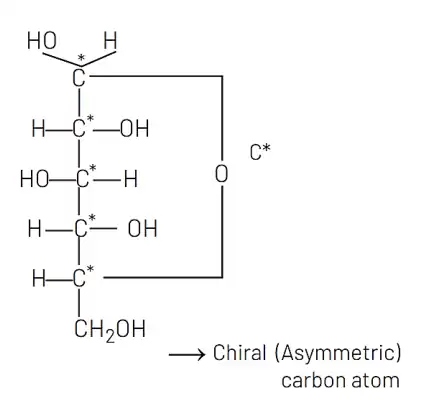 HO H
C*
H—C*—OH
HO—C*—H
C*
O
H—C*—OH
H—C*
CH₂OH
→ Chiral (Asymmetric)
carbon atom